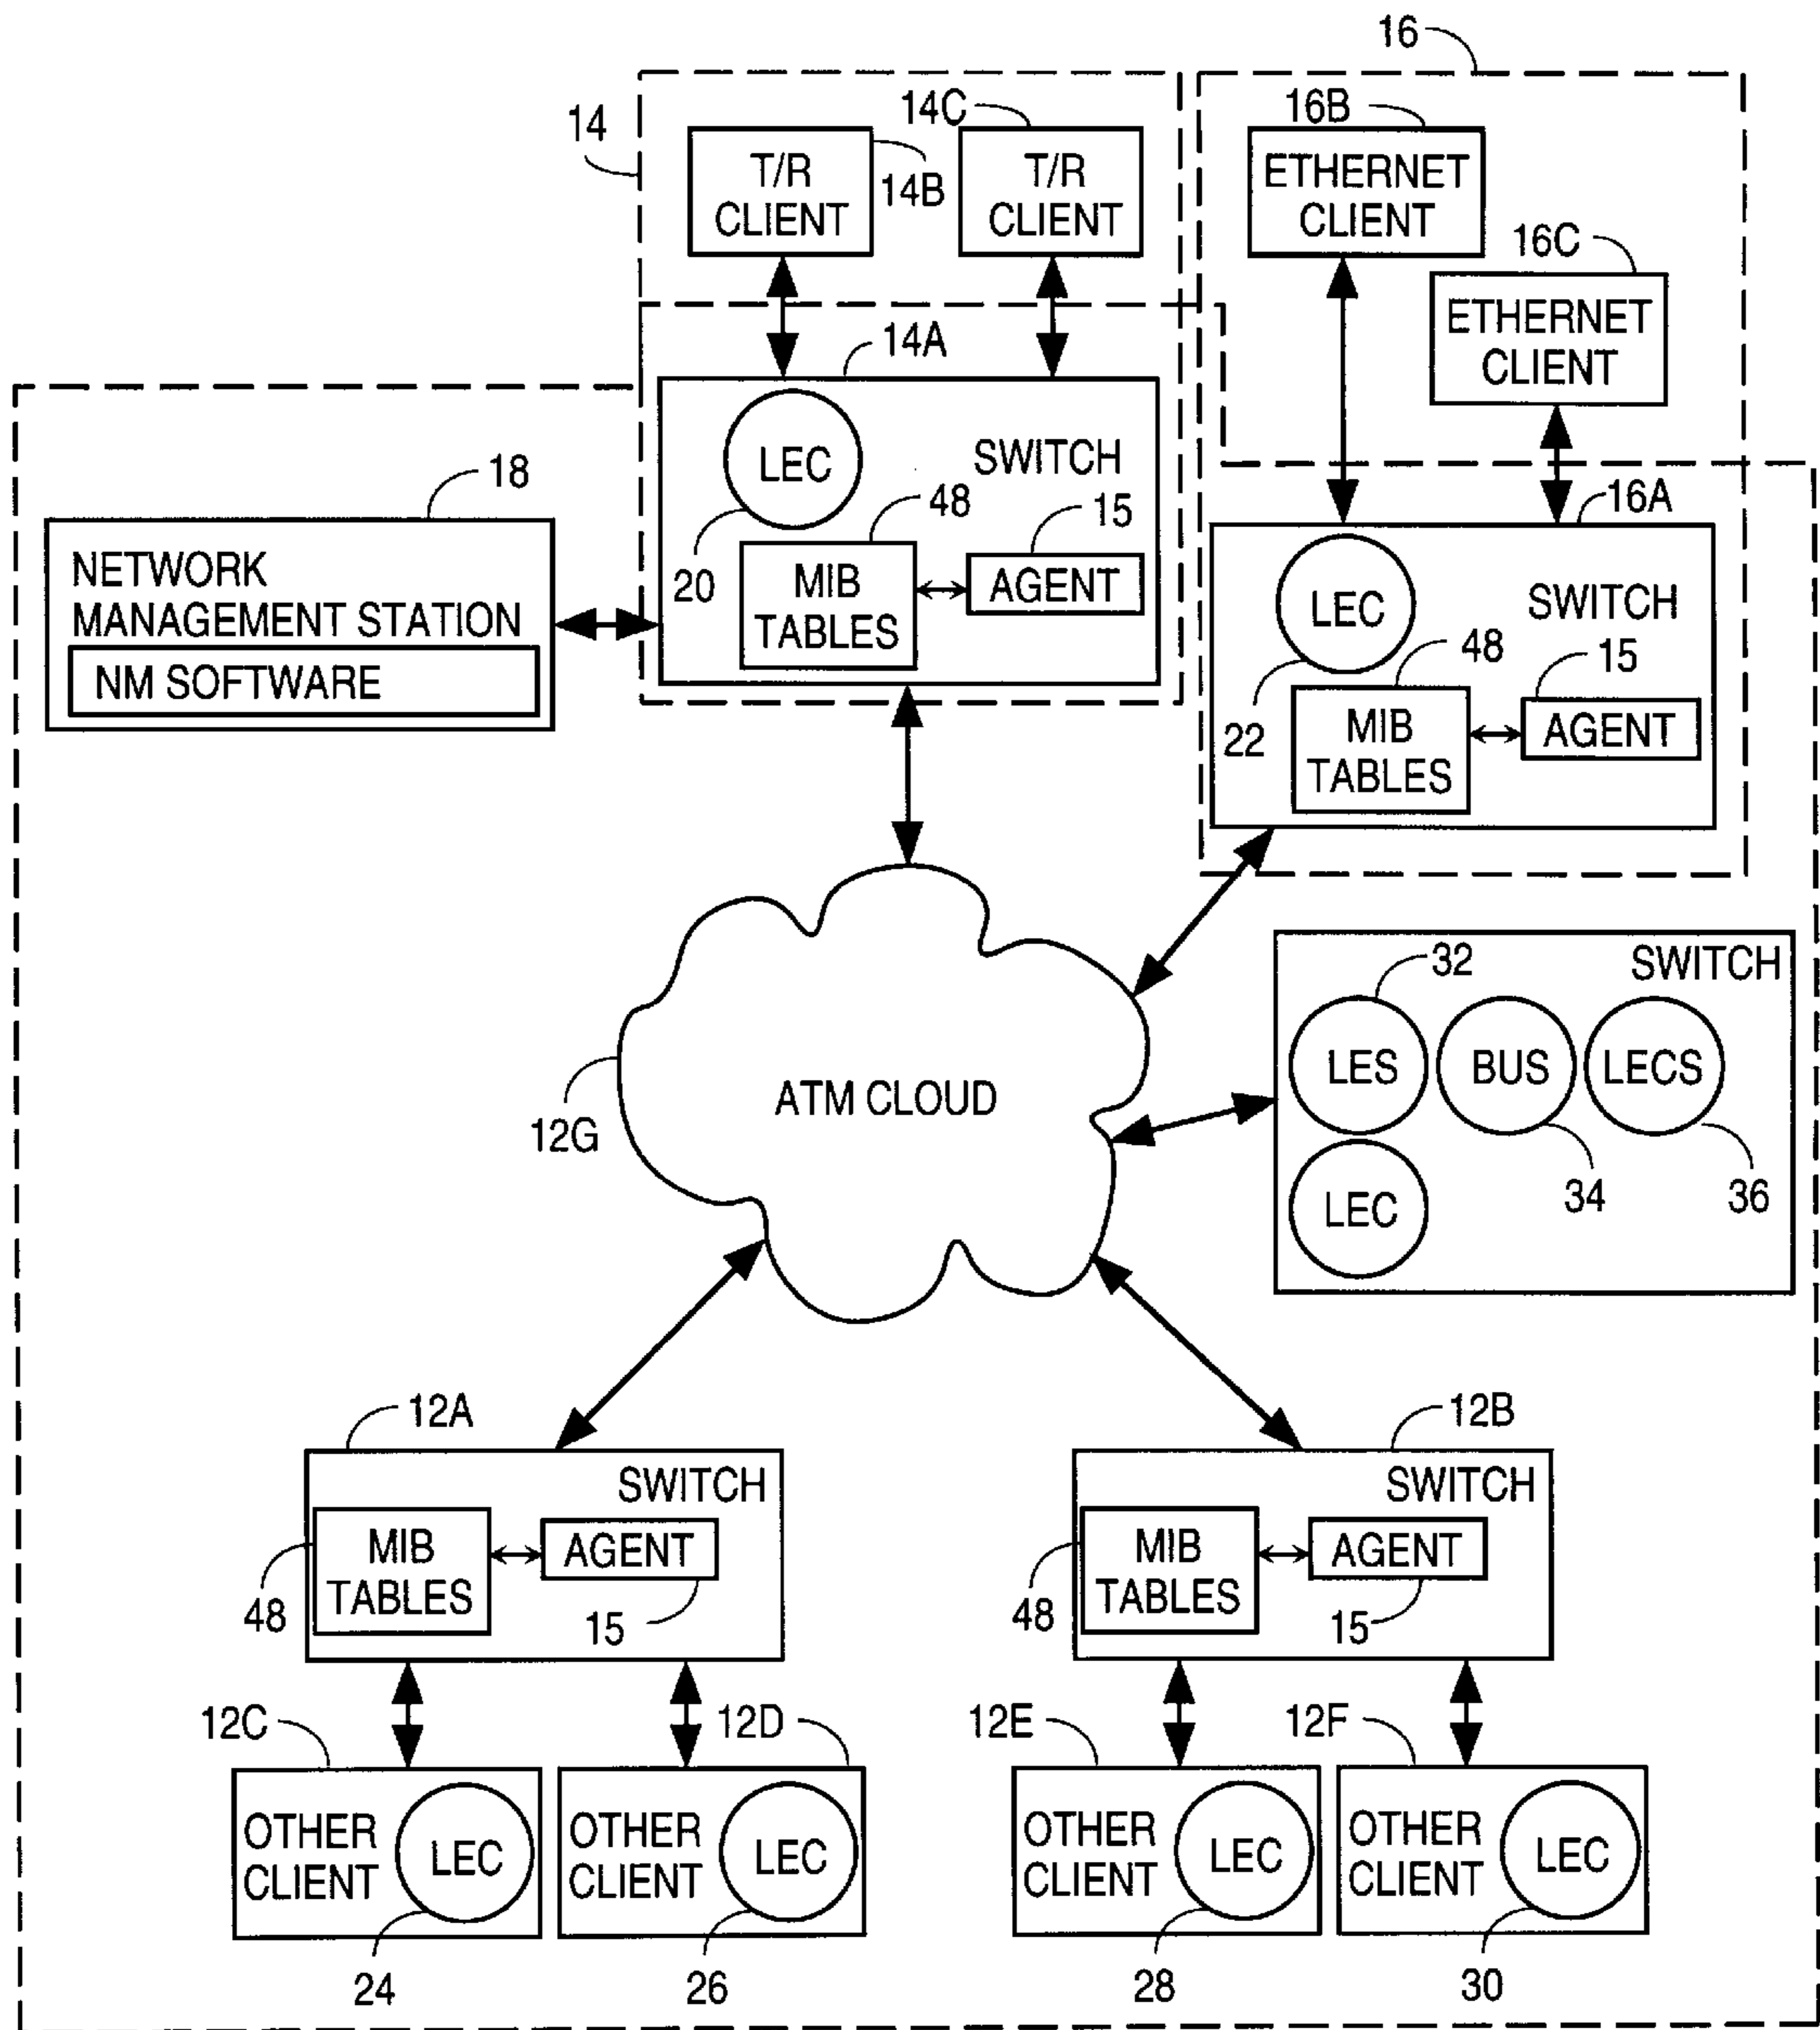 16
14
14C
16B
T/R
CLIENT
14B
T/R
CLIENT
ETHERNET
CLIENT
16C
ETHERNET
CLIENT
14A
LEC
SWITCH
20
48
15
MIB
TABLES
AGENT
18
NETWORK
MANAGEMENT STATION
NM SOFTWARE
16A
LEC
SWITCH
22
48
15
MIB
TABLES
AGENT
ATM CLOUD
12G
SWITCH
32
LES
BUS
LECS
34
36
LEC
12A
SWITCH
MIB
TABLES
AGENT
48
15
12B
SWITCH
MIB
TABLES
AGENT
48
15
12C
OTHER
CLIENT
LEC
24
12D
OTHER
CLIENT
LEC
26
12E
OTHER
CLIENT
LEC
28
12F
OTHER
CLIENT
LEC
30